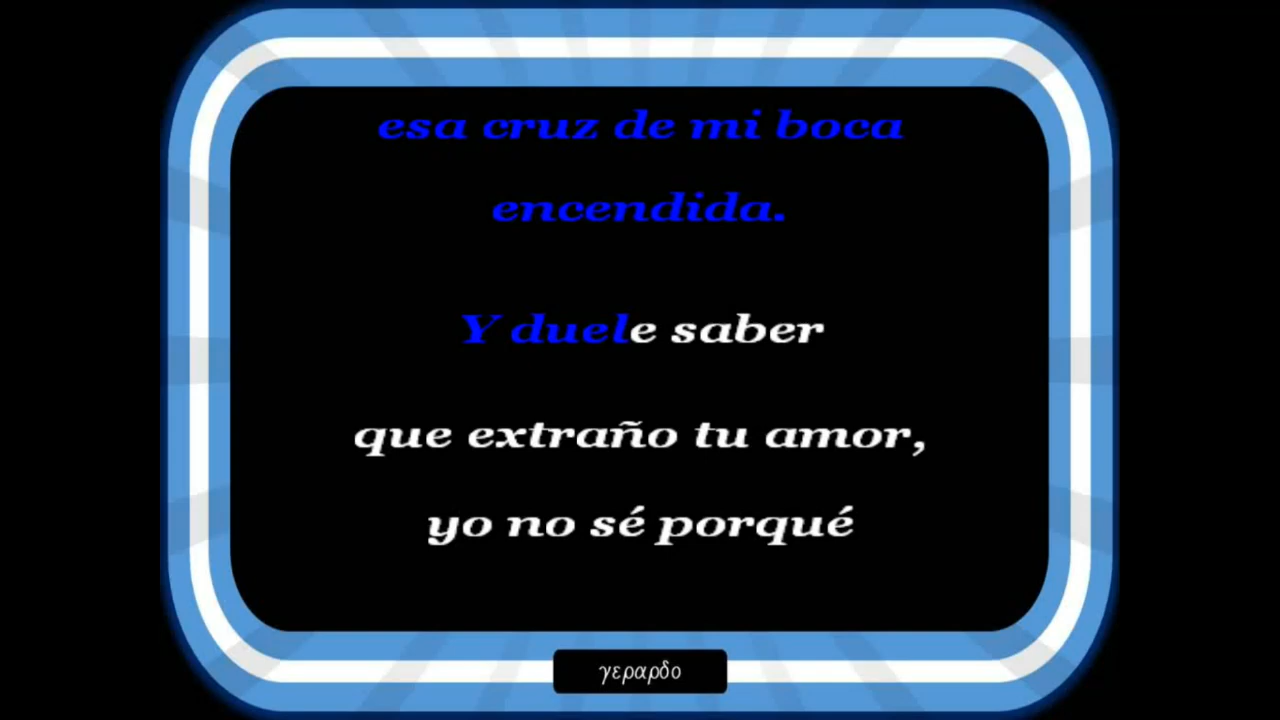 esa cruz de mi boca
encendida.
Y duele saber
que extraño tu amor,
yo no sé porqué
γεραρδο